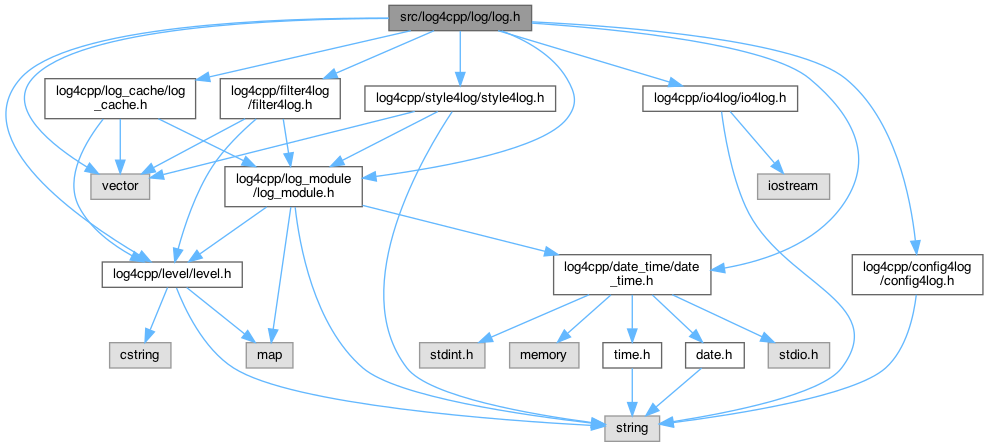 src/log4cpp/log/log.h
log4cpp/log_cache/log
_cache.h
log4cpp/filter4log
/filter4log.h
log4cpp/style4log/style4log.h
log4cpp/io4log/io4log.h
vector
log4cpp/log_module
/log_module.h
iostream
log4cpp/level/level.h
log4cpp/date_time/date
_time.h
log4cpp/config4log
/config4log.h
cstring
map
stdint.h
memory
time.h
date.h
stdio.h
string